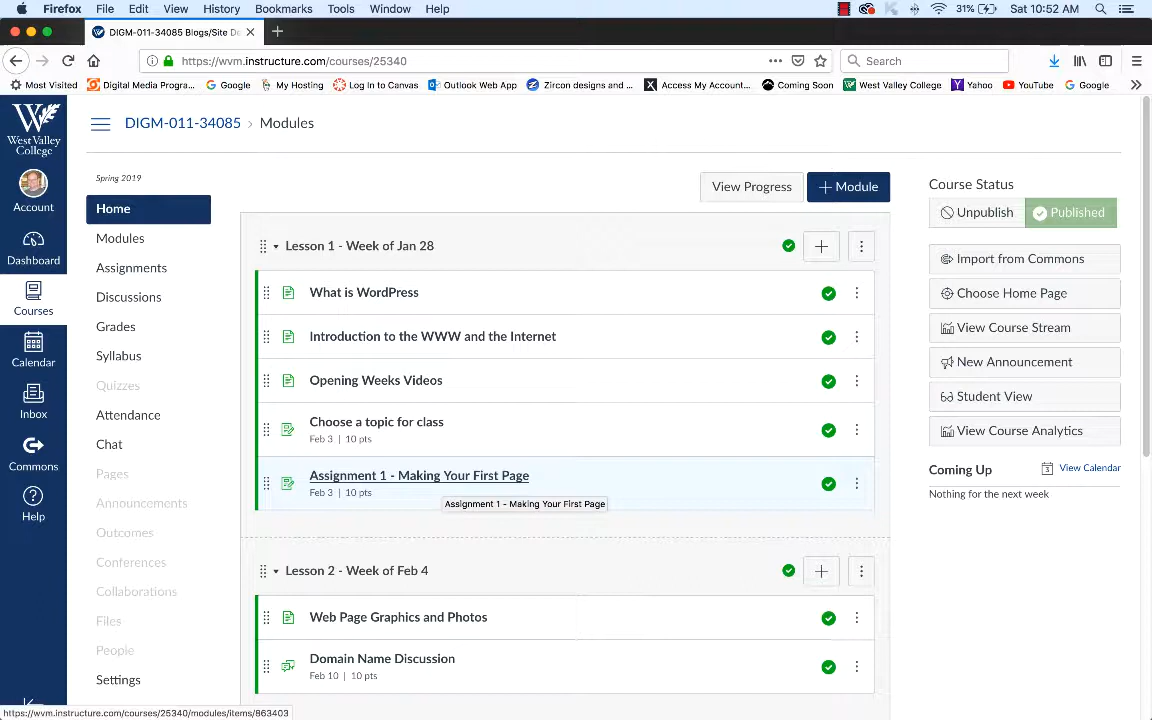 Firefox File Edit View History Bookmarks Tools Window Help 31% Sat 10:52 AM
DIGM-011-34085 Blogs/Site De
https://wvm.instructure.com/courses/25340
Search
Most Visited Digital Media Progra... Google My Hosting Log In to Canvas Outlook Web App Zircon designs and ... Access My Account... Coming Soon West Valley College Yahoo YouTube Google
West Valley College
Account
Dashboard
Courses
Calendar
Inbox
Commons
Help
DIGM-011-34085 › Modules
Spring 2019
Home
Modules
Assignments
Discussions
Grades
Syllabus
Quizzes
Attendance
Chat
Pages
Announcements
Outcomes
Conferences
Collaborations
Files
People
Settings
View Progress + Module
Lesson 1 - Week of Jan 28
What is WordPress
Introduction to the WWW and the Internet
Opening Weeks Videos
Choose a topic for class
Feb 3 | 10 pts
Assignment 1 - Making Your First Page
Feb 3 | 10 pts
Assignment 1 - Making Your First Page
Lesson 2 - Week of Feb 4
Web Page Graphics and Photos
Domain Name Discussion
Feb 10 | 10 pts
Course Status
Unpublish Published
Import from Commons
Choose Home Page
View Course Stream
New Announcement
Student View
View Course Analytics
Coming Up 3 View Calendar
Nothing for the next week
https://wvm.instructure.com/courses/25340/modules/items/863403